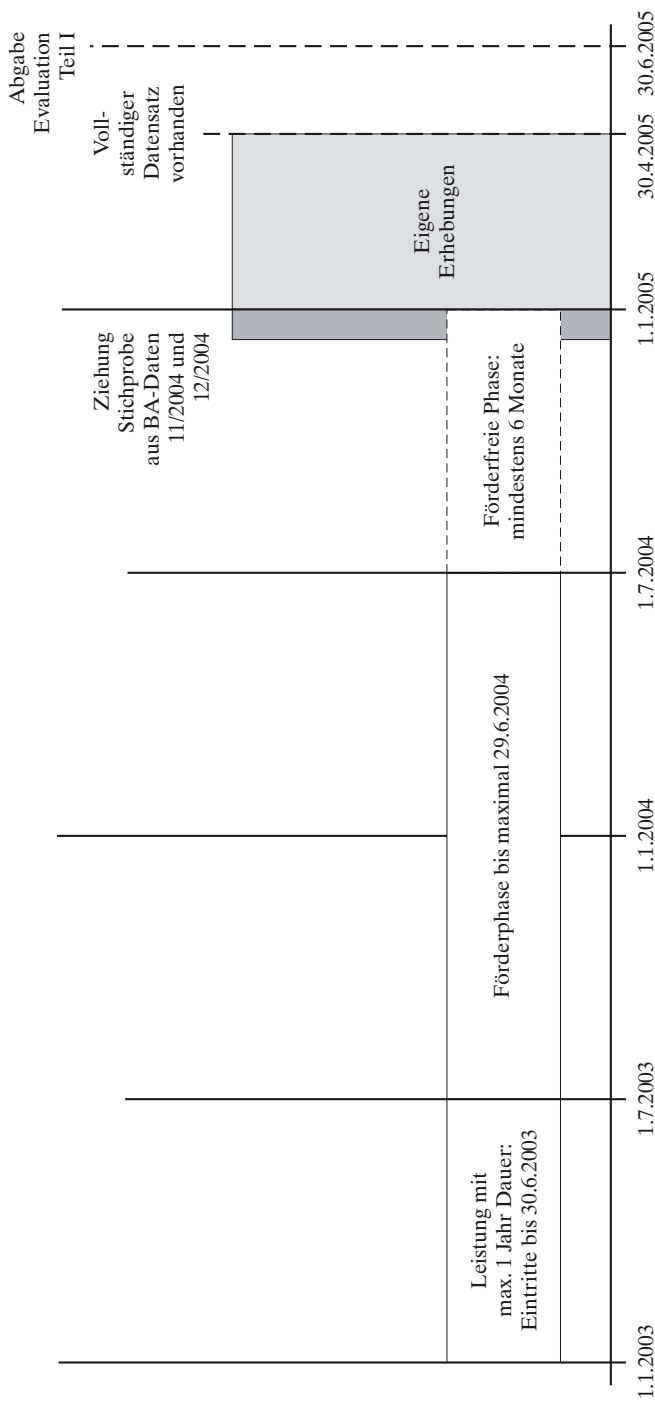 Abgabe
Evaluation
Teil I
Voll-
ständiger
Datensatz
vorhanden
Ziehung
Stichprobe
aus BA-Daten
11/2004 und
12/2004
Eigene
Erhebungen
Leistung mit
max. 1 Jahr Dauer:
Eintritte bis 30.6.2003
Förderphase bis maximal 29.6.2004
Förderfreie Phase:
mindestens 6 Monate
1.1.2003
1.7.2003
1.1.2004
1.7.2004
1.1.2005
30.4.2005
30.6.2005